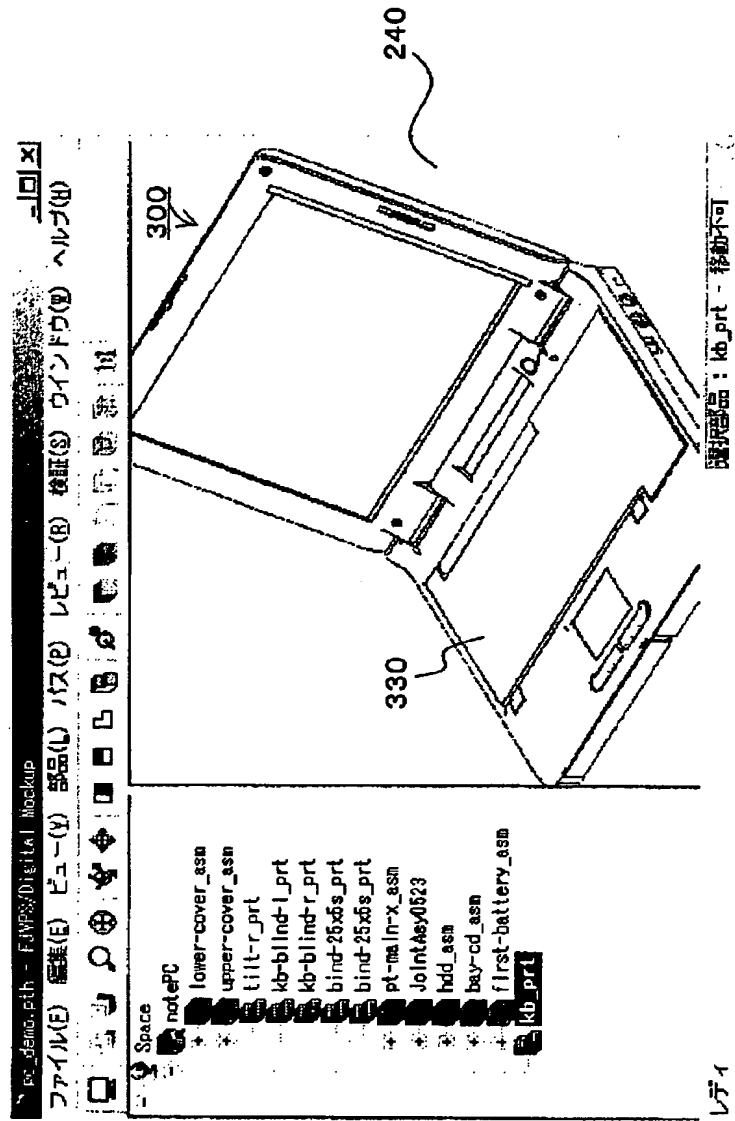 pc_demo.pth - FJVPS/Digital Mockup
ファイル(F) 編集(E) ビュー(V) 部品(L) パス(P) レビュー(R) 検証(S) ウインドウ(W) ヘルプ(H)
Space
notePC
lower-cover_asm
upper-cover_asm
tilt-r_prt
kb-blind-l_prt
kb-blind-r_prt
bind-25x6s_prt
bind-25x6s_prt
pt-main-x_asm
JointAsy0523
hdd_asm
bay-cd_asm
first-battery_asm
kb_prt
300
330
240
レディ
選択部品 : kb_prt - 移動不可